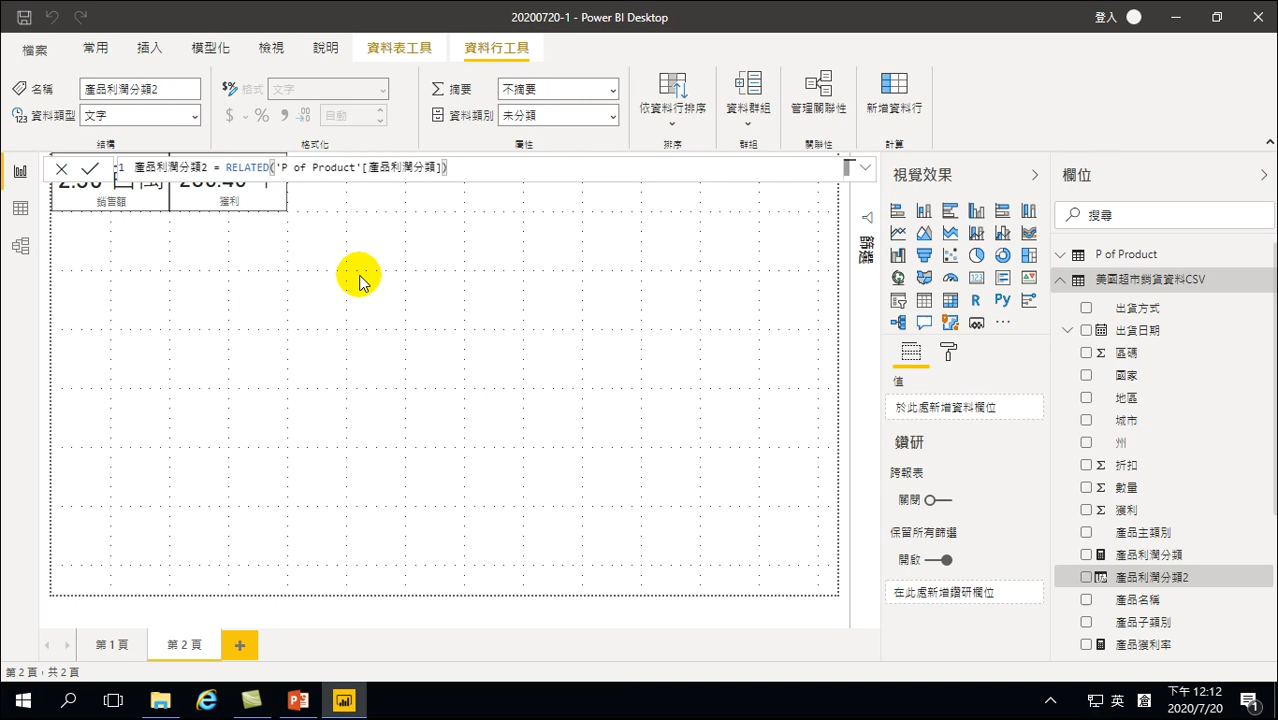 20200720-1 - Power BI Desktop
登入
檔案
常用
插入
模型化
檢視
說明
資料表工具
資料行工具
名稱
產品利潤分類2
資料類型
文字
結構
格式
文字
$
%
自動
格式化
摘要
不摘要
資料類別
未分類
屬性
依資料行排序
排序
資料群組
群組
管理關聯性
關聯性
新增資料行
計算
1 產品利潤分類2 = RELATED('P of Product'[產品利潤分類])
銷售額
獲利
篩選
視覺效果
R
Py
值
於此處新增資料欄位
鑽研
跨報表
關閉
保留所有篩選
開啟
在此處新增鑽研欄位
欄位
搜尋
P of Product
美國超市銷貨資料CSV
出貨方式
出貨日期
區碼
國家
地區
城市
州
折扣
數量
獲利
產品主類別
產品利潤分類
產品利潤分類2
產品名稱
產品子類別
產品獲利率
第 1 頁
第 2 頁
第 2 頁，共 2 頁
英
倉
下午 12:12
2020/7/20
1